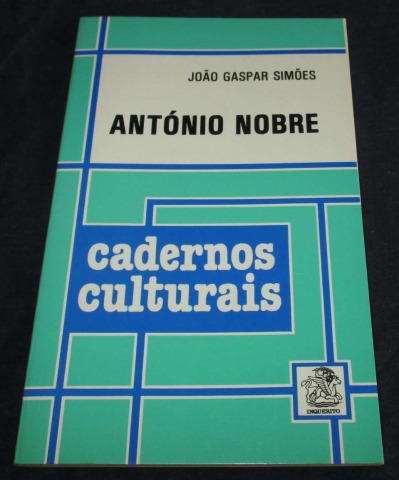 JOÃO GASPAR SIMÕES
ANTÓNIO NOBRE
cadernos
culturais
INQUÉRITO